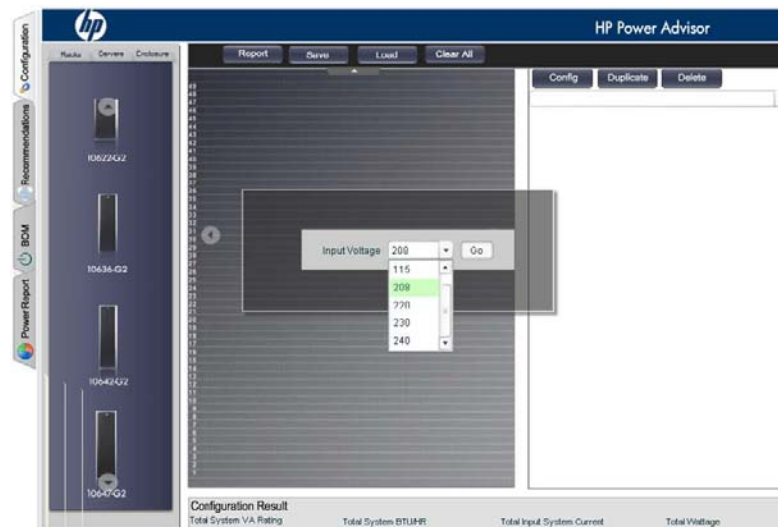 hp
HP Power Advisor
Configuration
Recommendations
BOM
Power Report
Racks Servers Enclosure
Report Save Load Clear All
Config Duplicate Delete
10622-G2
10636-G2
10642-G2
10647-G2
Input Voltage 208 Go
115
208
220
230
240
Configuration Result
Total System VA Rating Total System BTU/HR Total Input System Current Total Wattage